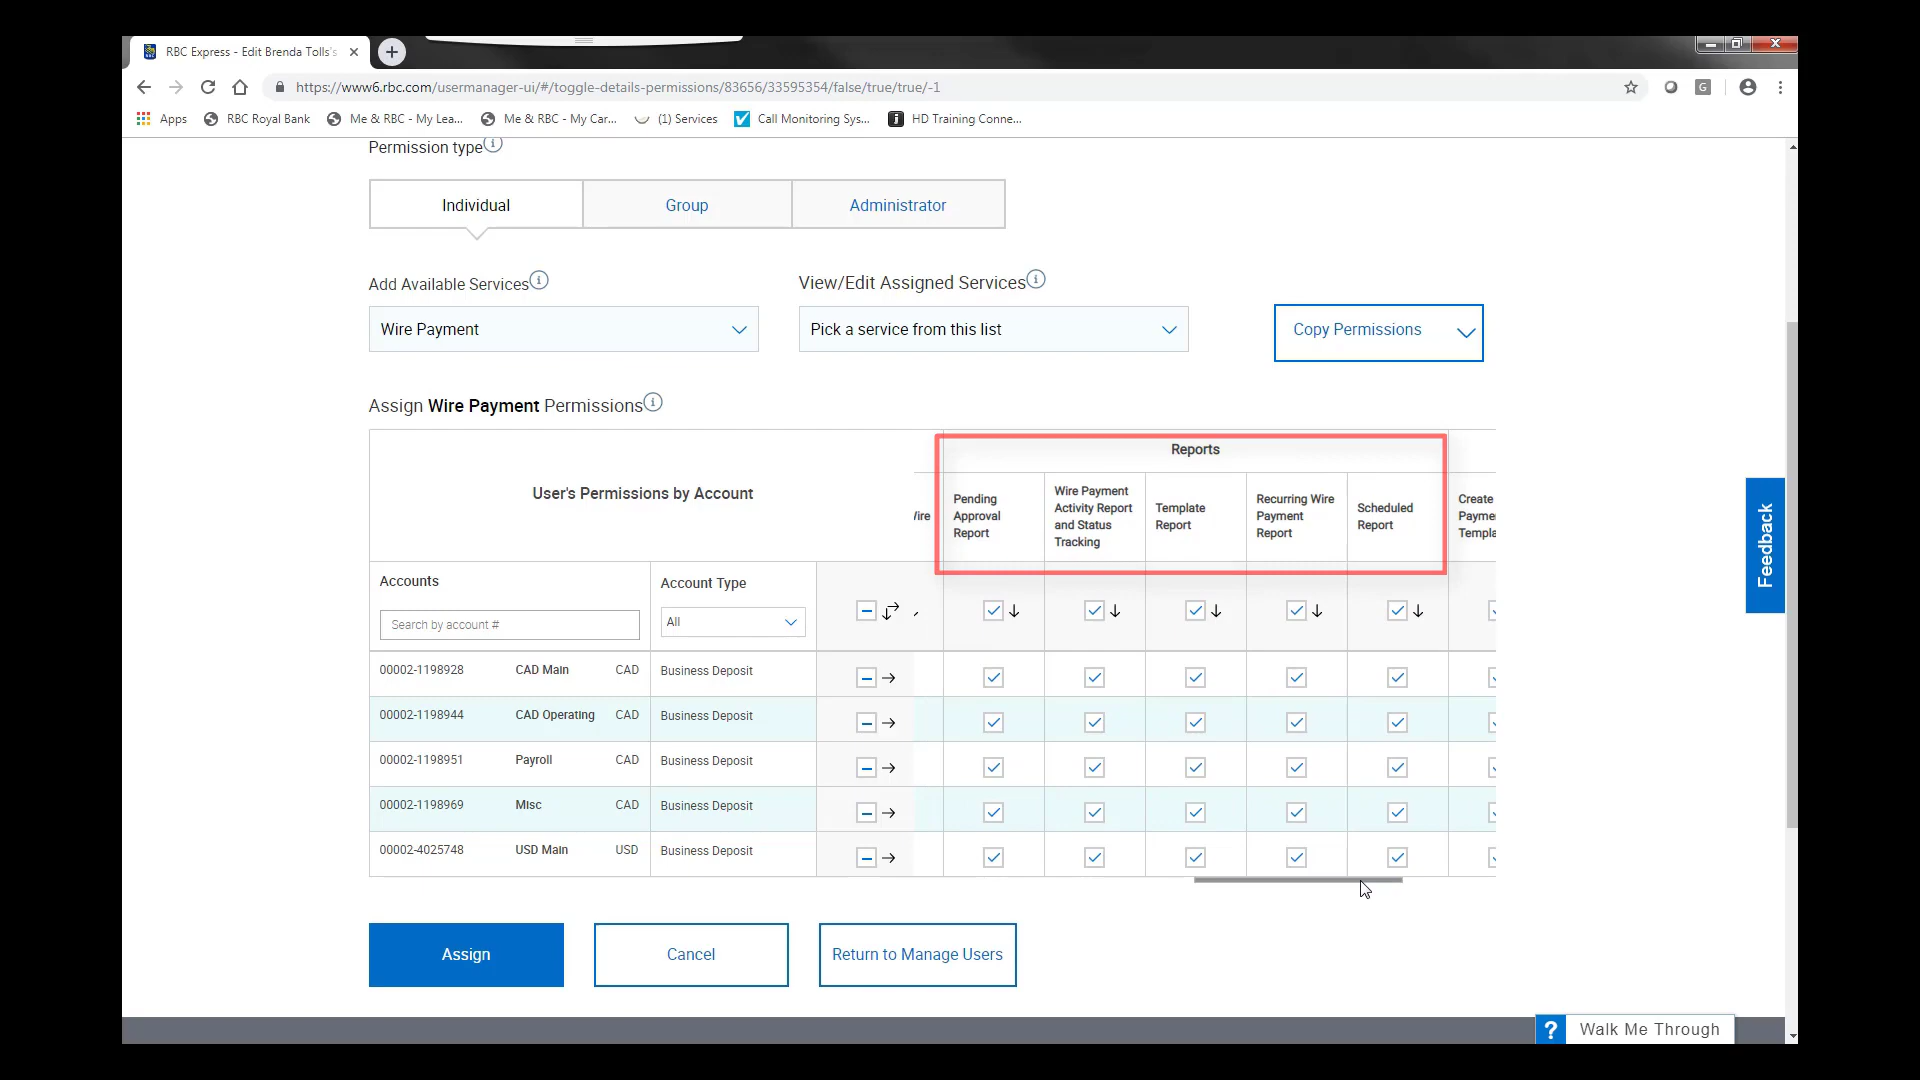 RBC Express - Edit Brenda Tolls's
https://www6.rbc.com/usermanager-ui/#/toggle-details-permissions/83656/33595354/false/true/true/-1
G
Apps RBC Royal Bank Me & RBC - My Lea... Me & RBC - My Car... (1) Services Call Monitoring Sys... HD Training Conne...
Permission type
Individual Group Administrator
Add Available Services View/Edit Assigned Services
Wire Payment Pick a service from this list Copy Permissions
Assign Wire Payment Permissions
Reports
User's Permissions by Account
Pending
Approval
Report
Wire Payment
Activity Report
and Status
Tracking
Template
Report
Recurring Wire
Payment
Report
Scheduled
Report
Create
Accounts Account Type
Search by account # All
00002-1198928 CAD Main CAD Business Deposit
00002-1198944 CAD Operating CAD Business Deposit
00002-1198951 Payroll CAD Business Deposit
00002-1198969 Misc CAD Business Deposit
00002-4025748 USD Main USD Business Deposit
Assign Cancel Return to Manage Users
Feedback
? Walk Me Through